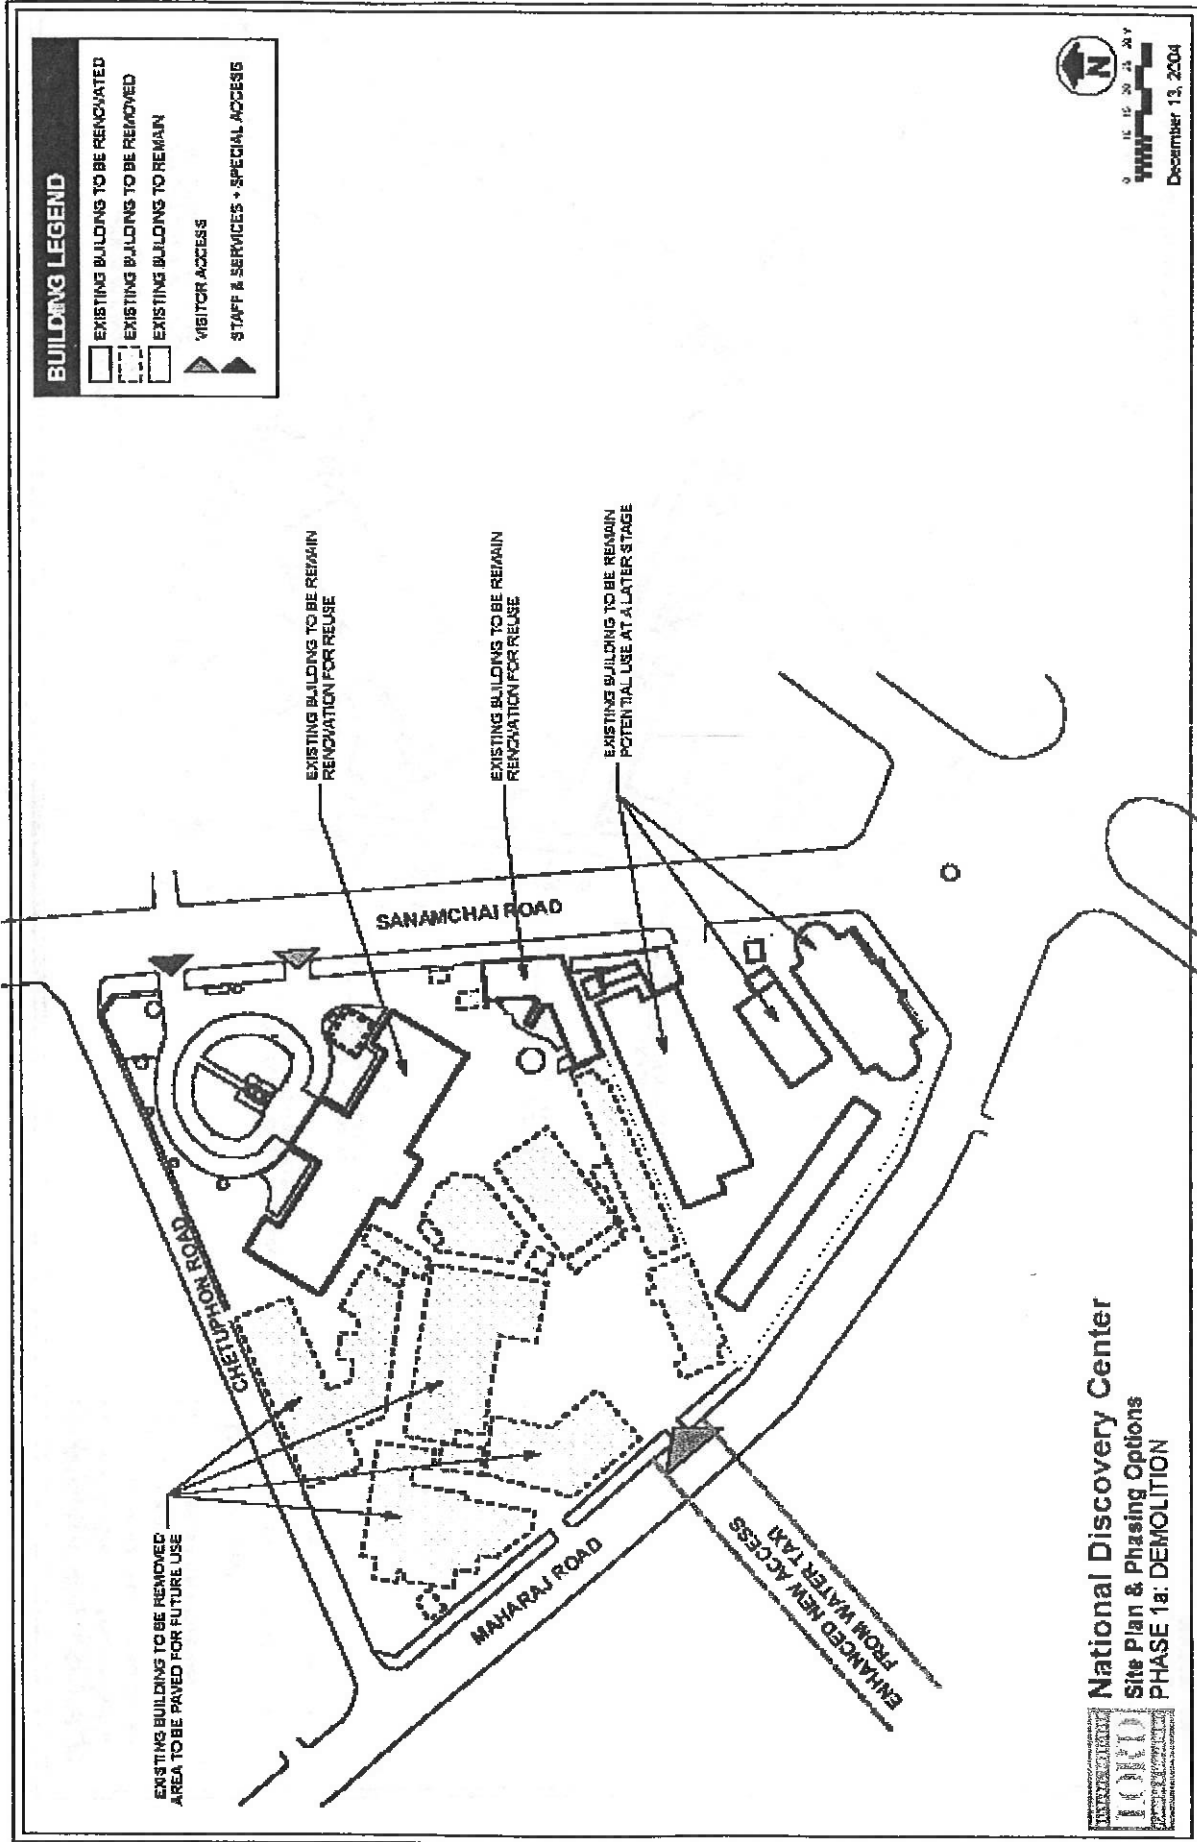 BUILDING LEGEND
EXISTING BUILDING TO BE RENOVATED
EXISTING BUILDING TO BE REMOVED
EXISTING BUILDING TO REMAIN
VISITOR ACCESS
STAFF & SERVICES + SPECIAL ACCESS
N
December 13, 2004
EXISTING BUILDING TO BE REMOVED
AREA TO BE PAVED FOR FUTURE USE
EXISTING BUILDING TO BE REMAIN
RENOVATION FOR REUSE
EXISTING BUILDING TO BE REMAIN
RENOVATION FOR REUSE
EXISTING BUILDING TO BE REMAIN
POTENTIAL USE AT A LATER STAGE
CHETUPHON ROAD
SANAMCHAI ROAD
MAHARAJ ROAD
ENHANCED NEW ACCESS
FROM WATER TAXI
LORD
National Discovery Center
Site Plan & Phasing Options
PHASE 1a: DEMOLITION